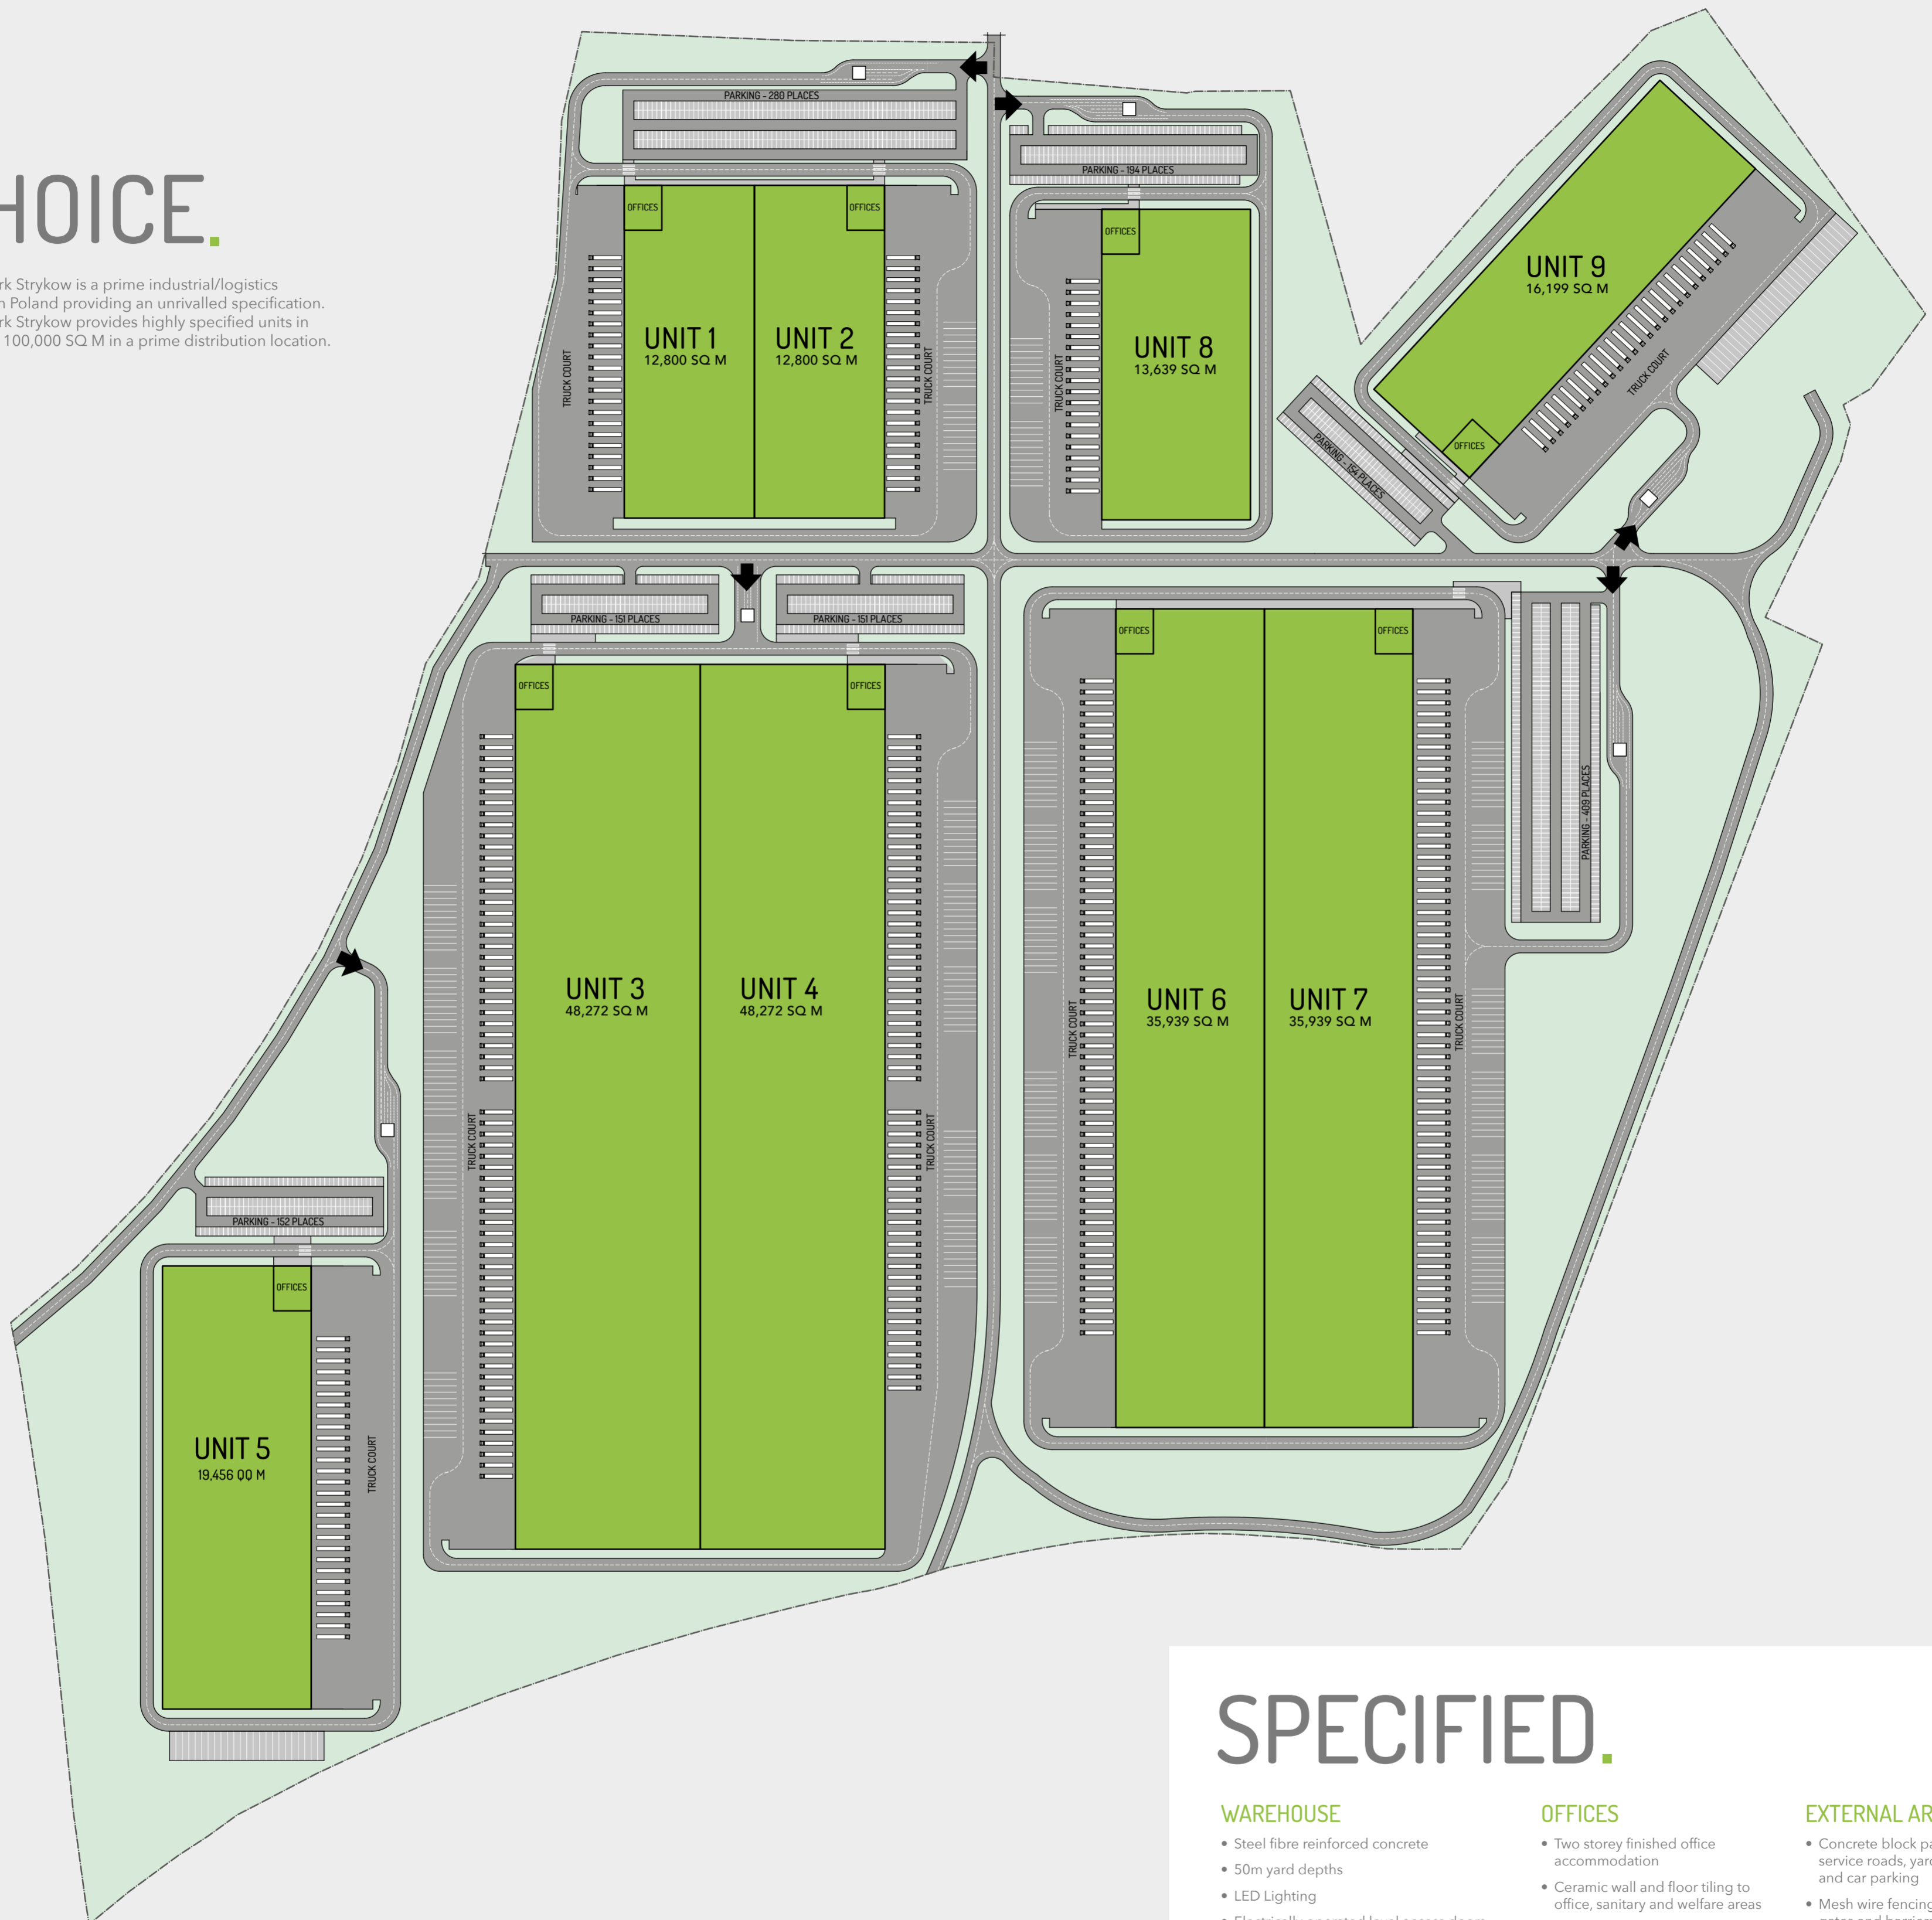 HOICE.
rk Strykow is a prime industrial/logistics
n Poland providing an unrivalled specification.
rk Strykow provides highly specified units in
100,000 SQ M in a prime distribution location.
PARKING - 280 PLACES
OFFICES
OFFICES
UNIT 1
12,800 SQ M
UNIT 2
12,800 SQ M
TRUCK COURT
TRUCK COURT
PARKING - 194 PLACES
OFFICES
UNIT 8
13,639 SQ M
TRUCK COURT
UNIT 9
16,199 SQ M
TRUCK COURT
OFFICES
PARKING - 154 PLACES
PARKING - 151 PLACES
PARKING - 151 PLACES
OFFICES
OFFICES
UNIT 3
48,272 SQ M
UNIT 4
48,272 SQ M
TRUCK COURT
TRUCK COURT
OFFICES
OFFICES
UNIT 6
35,939 SQ M
UNIT 7
35,939 SQ M
TRUCK COURT
TRUCK COURT
PARKING - 409 PLACES
PARKING - 152 PLACES
OFFICES
UNIT 5
19,456 QQ M
TRUCK COURT
SPECIFIED.
WAREHOUSE
• Steel fibre reinforced concrete
• 50m yard depths
• LED Lighting
• Electrically operated level access doors
OFFICES
• Two storey finished office
accommodation
• Ceramic wall and floor tiling to
office, sanitary and welfare areas
EXTERNAL AR
• Concrete block pa
service roads, yar
and car parking
• Mesh wire fencing